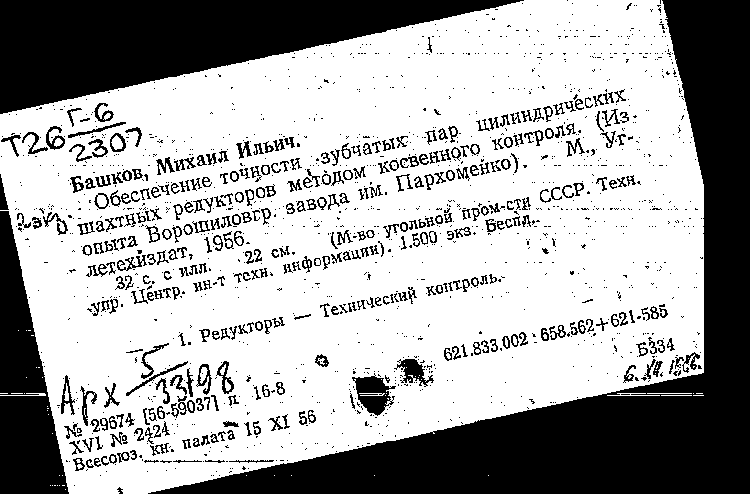 Т26 Г-6
2307
Башков, Михаил Ильич.
Обеспечение точности зубчатых пар цилиндрических
2 экз.
шахтных редукторов методом косвенного контроля. (Из
опыта Ворошиловгр. завода им. Пархоменко). - М., Уг-
летехиздат, 1956.
32 с. с илл. 22 см. (М-во угольной пром-сти СССР. Техн.
упр. Центр. ин-т техн. информации). 1.500 экз. Беспл.
1. Редукторы — Технический контроль.
Арх 5
33198
621.833.002 : 658.562+621-585
Б334
№ 29674 [56-59037] п 16-8
XVI № 2424
Всесоюз. кн. палата 15 XI 56